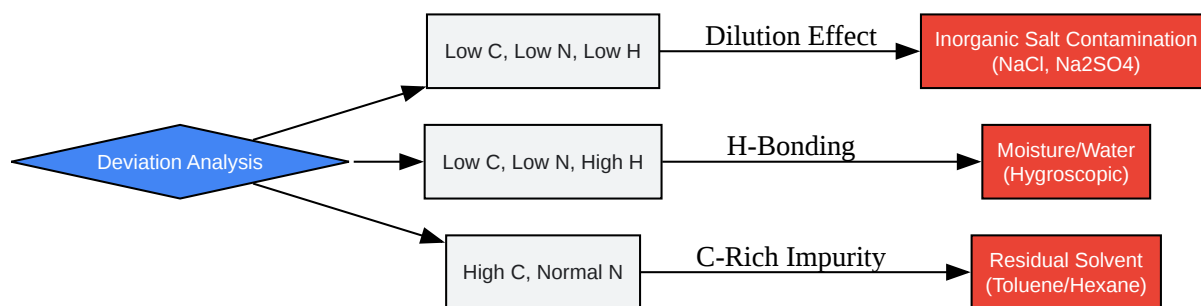 Low C, Low N, Low H
Dilution Effect
Inorganic Salt Contamination
(NaCl, Na2SO4)
Deviation Analysis
Low C, Low N, High H
H-Bonding
Moisture/Water
(Hygroscopic)
High C, Normal N
C-Rich Impurity
Residual Solvent
(Toluene/Hexane)